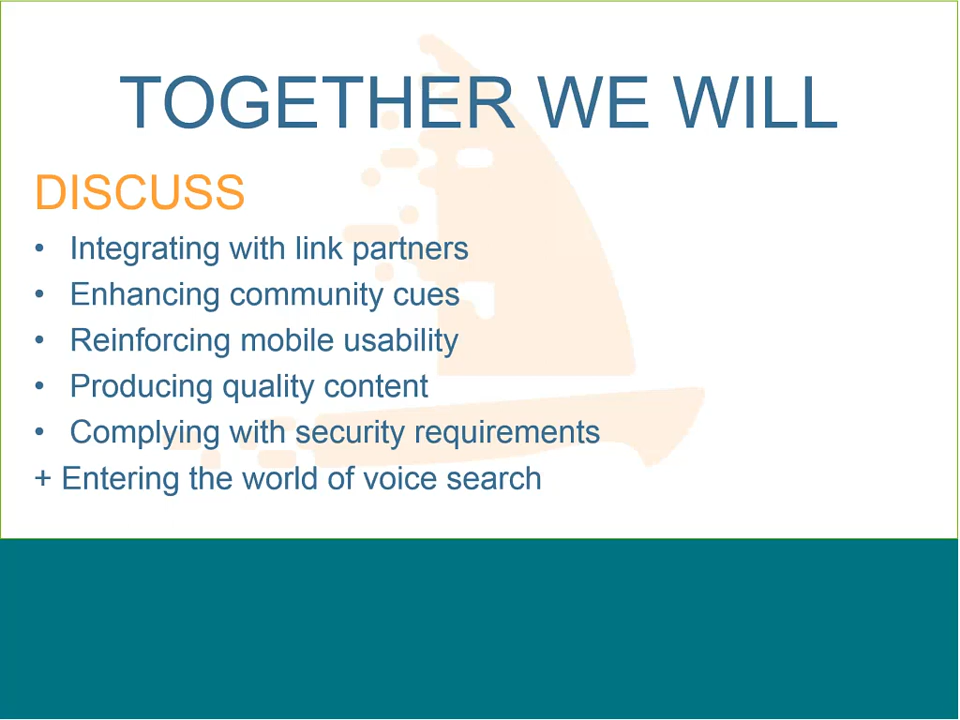 TOGETHER WE WILL
DISCUSS
• Integrating with link partners
• Enhancing community cues
• Reinforcing mobile usability
• Producing quality content
• Complying with security requirements
+ Entering the world of voice search